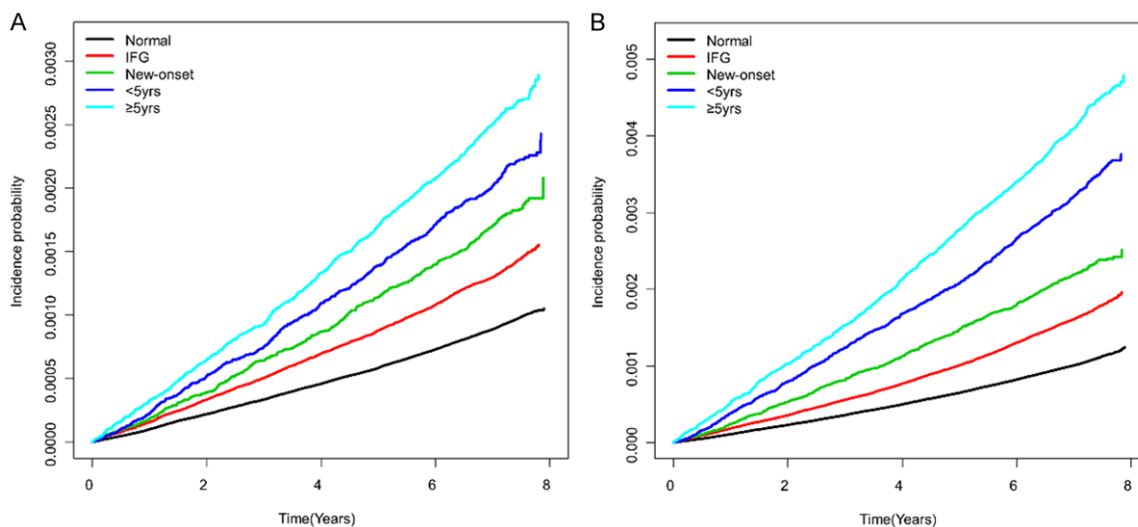 A
Incidence probability
0.0030
0.0025
0.0020
0.0015
0.0010
0.0005
0.0000
Normal
IFG
New-onset
<5yrs
≥5yrs
0 2 4 6 8
Time(Years)
B
Incidence probability
0.005
0.004
0.003
0.002
0.001
0.000
Normal
IFG
New-onset
<5yrs
≥5yrs
0 2 4 6 8
Time(Years)